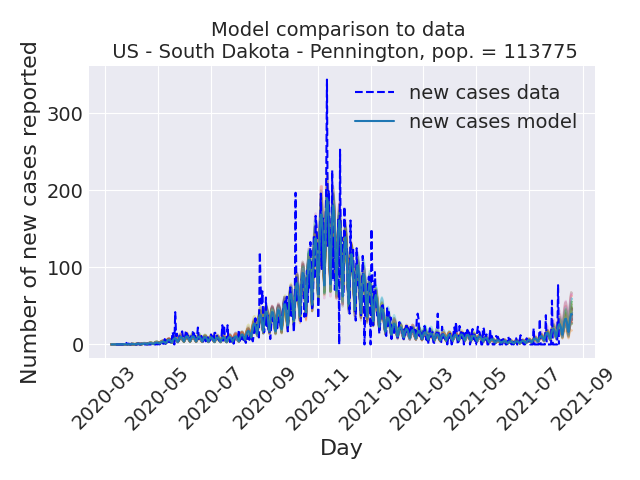 Model comparison to data
US - South Dakota - Pennington, pop. = 113775
Number of new cases reported
300
200
100
0
new cases data
new cases model
2020-03
2020-05
2020-07
2020-09
2020-11
2021-01
2021-03
2021-05
2021-07
2021-09
Day